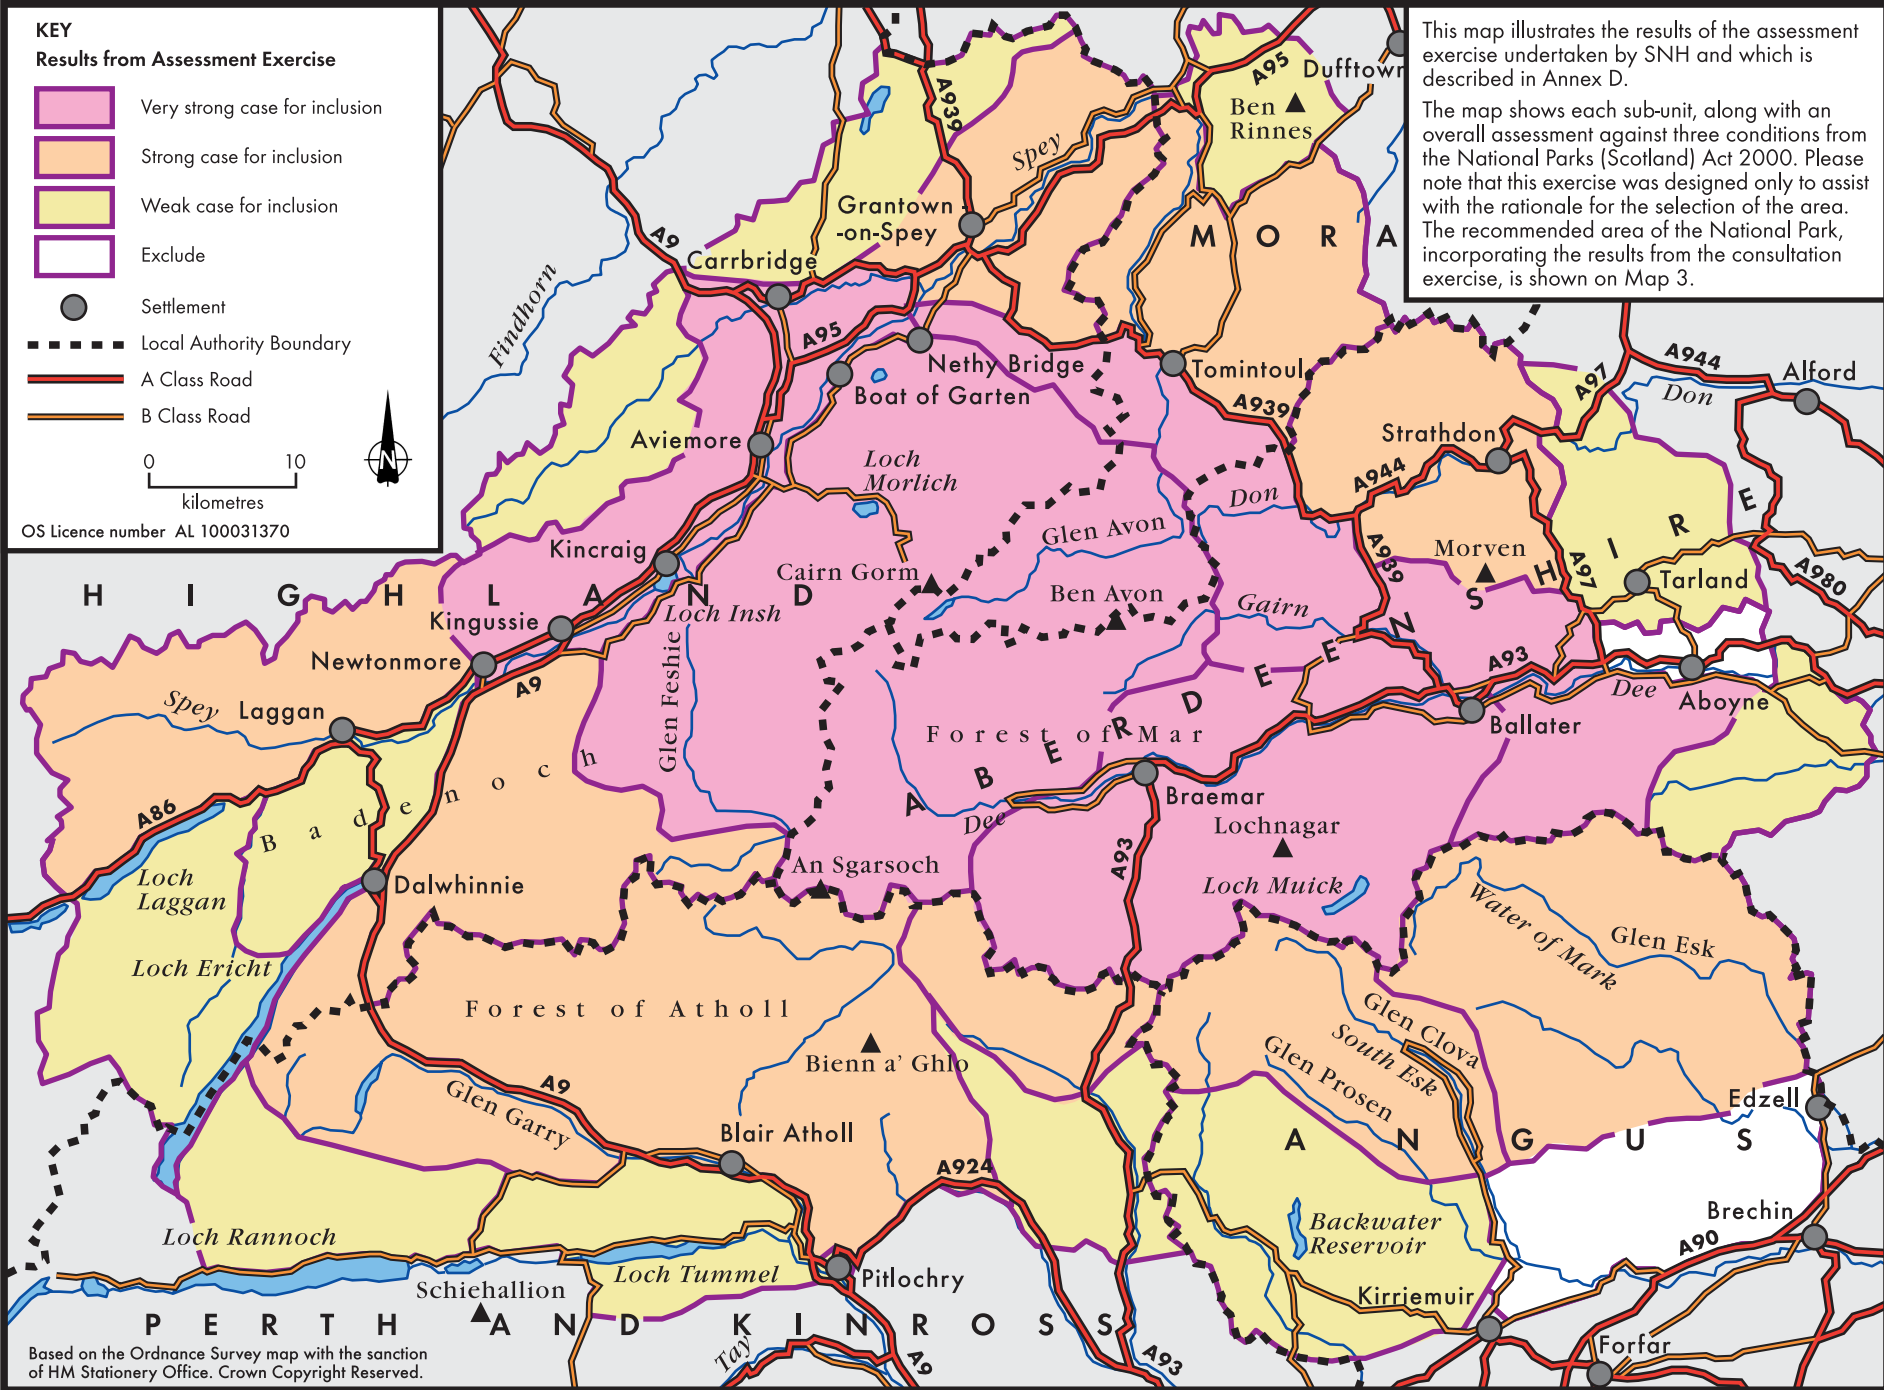 KEY
Results from Assessment Exercise
Very strong case for inclusion
Strong case for inclusion
Weak case for inclusion
Exclude
Settlement
Local Authority Boundary
A Class Road
B Class Road
N
0 10
kilometres
OS Licence number AL 100031370
This map illustrates the results of the assessment
exercise undertaken by SNH and which is
described in Annex D.
The map shows each sub-unit, along with an
overall assessment against three conditions from
the National Parks (Scotland) Act 2000. Please
note that this exercise was designed only to assist
with the rationale for the selection of the area.
The recommended area of the National Park,
incorporating the results from the consultation
exercise, is shown on Map 3.
A95
Dufftown
A939
Ben
Rinnes
Spey
Grantown
-on-Spey
MORA
A9
Carrbridge
Findhorn
A95
Nethy Bridge
Tomintoul
Boat of Garten
A939
A97
A944
Alford
Don
Aviemore
Strathdon
Loch
Morlich
A944
Don
Glen Avon
Kincraig
Cairn Gorm
Ben Avon
A939
Morven
A97
Tarland
A980
HIGHLAND
Loch Insh
Gairn
Kingussie
Newtonmore
A9
Glen Feshie
A93
Dee
Aboyne
Spey
Laggan
Forest of Mar
Ballater
ABERDEENSHIRE
Badenoch
A86
Braemar
Dee
Lochnagar
A93
An Sgarsoch
Loch Muick
Loch
Laggan
Dalwhinnie
Water of Mark
Glen Esk
Loch Ericht
Forest of Atholl
Glen Clova
South Esk
Glen Prosen
Bienn a' Ghlo
A9
Glen Garry
Edzell
Blair Atholl
ANGUS
A924
Loch Rannoch
Backwater
Reservoir
Brechin
A90
Schiehallion
Loch Tummel
Pitlochry
Kirriemuir
PERTH AND KINROSS
Tay
A9
A93
Forfar
Based on the Ordnance Survey map with the sanction
of HM Stationery Office. Crown Copyright Reserved.